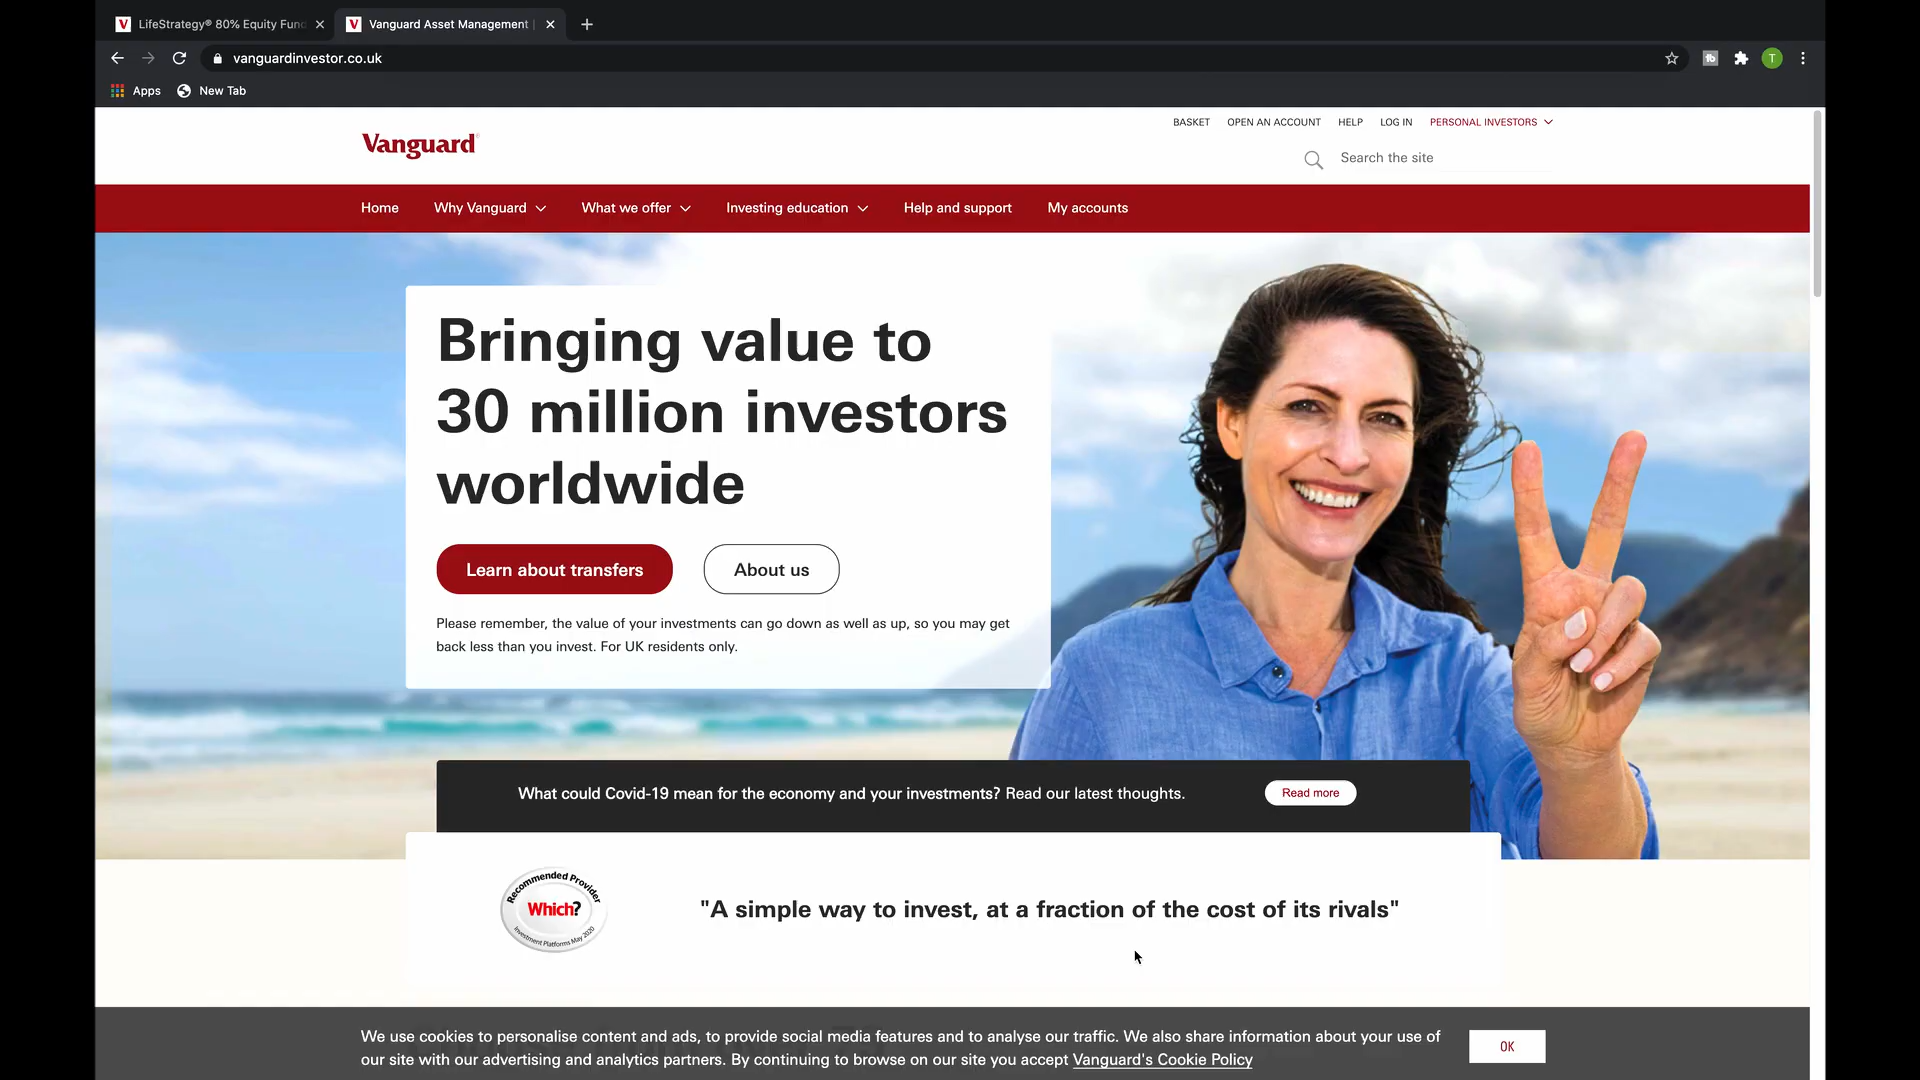 LifeStrategy® 80% Equity Fund
Vanguard Asset Management |
vanguardinvestor.co.uk
T
Apps
New Tab
BASKET
OPEN AN ACCOUNT
HELP
LOG IN
PERSONAL INVESTORS
Vanguard
Search the site
Home
Why Vanguard
What we offer
Investing education
Help and support
My accounts
Bringing value to
30 million investors
worldwide
Learn about transfers
About us
Please remember, the value of your investments can go down as well as up, so you may get
back less than you invest. For UK residents only.
What could Covid-19 mean for the economy and your investments? Read our latest thoughts.
Read more
Recommended Provider
Which?
Investment Platforms May 2020
"A simple way to invest, at a fraction of the cost of its rivals"
We use cookies to personalise content and ads, to provide social media features and to analyse our traffic. We also share information about your use of
our site with our advertising and analytics partners. By continuing to browse on our site you accept Vanguard's Cookie Policy
OK